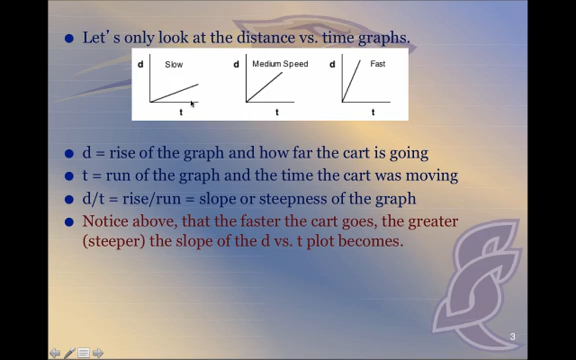 Let's only look at the distance vs. time graphs.
d Slow d Medium Speed d Fast
t t t
d = rise of the graph and how far the cart is going
t = run of the graph and the time the cart was moving
d/t = rise/run = slope or steepness of the graph
Notice above, that the faster the cart goes, the greater
(steeper) the slope of the d vs. t plot becomes.
3